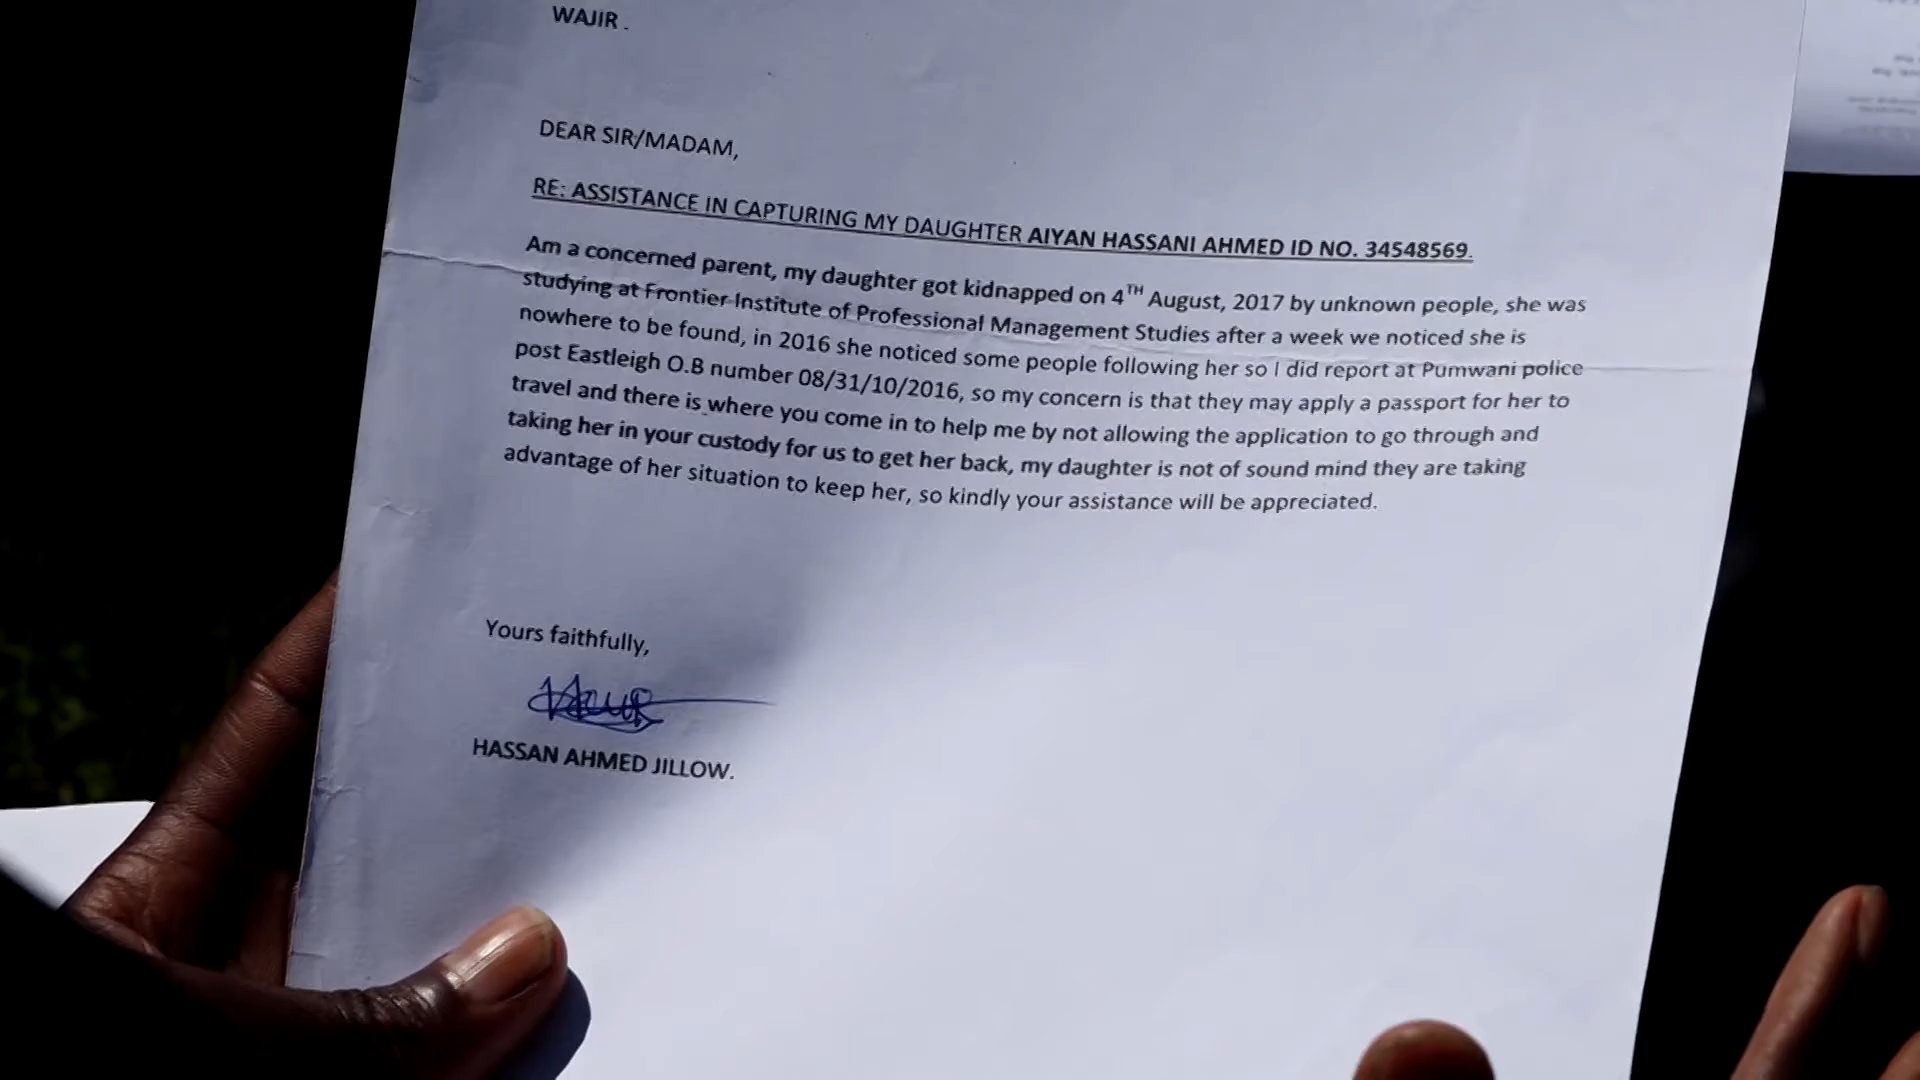 WAJIR .
DEAR SIR/MADAM,
RE: ASSISTANCE IN CAPTURING MY DAUGHTER AIYAN HASSANI AHMED ID NO. 34548569.
Am a concerned parent, my daughter got kidnapped on 4TH August, 2017 by unknown people, she was
studying at Frontier Institute of Professional Management Studies after a week we noticed she is
nowhere to be found, in 2016 she noticed some people following her so I did report at Pumwani police
post Eastleigh O.B number 08/31/10/2016, so my concern is that they may apply a passport for her to
travel and there is where you come in to help me by not allowing the application to go through and
taking her in your custody for us to get her back, my daughter is not of sound mind they are taking
advantage of her situation to keep her, so kindly your assistance will be appreciated.
Yours faithfully,
HASSAN AHMED JILLOW.